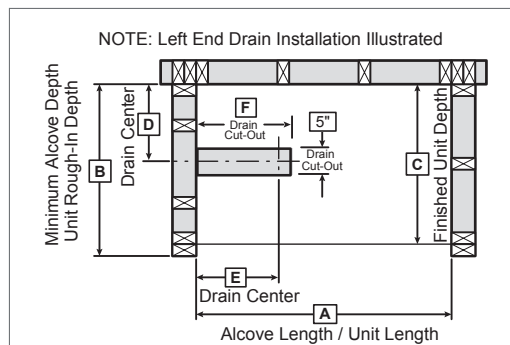 NOTE: Left End Drain Installation Illustrated
Minimum Alcove Depth
Unit Rough-In Depth
B
Drain Center
D
F
Drain
Cut-Out
5"
Drain
Cut-Out
C
Finished Unit Depth
E
Drain Center
A
Alcove Length / Unit Length